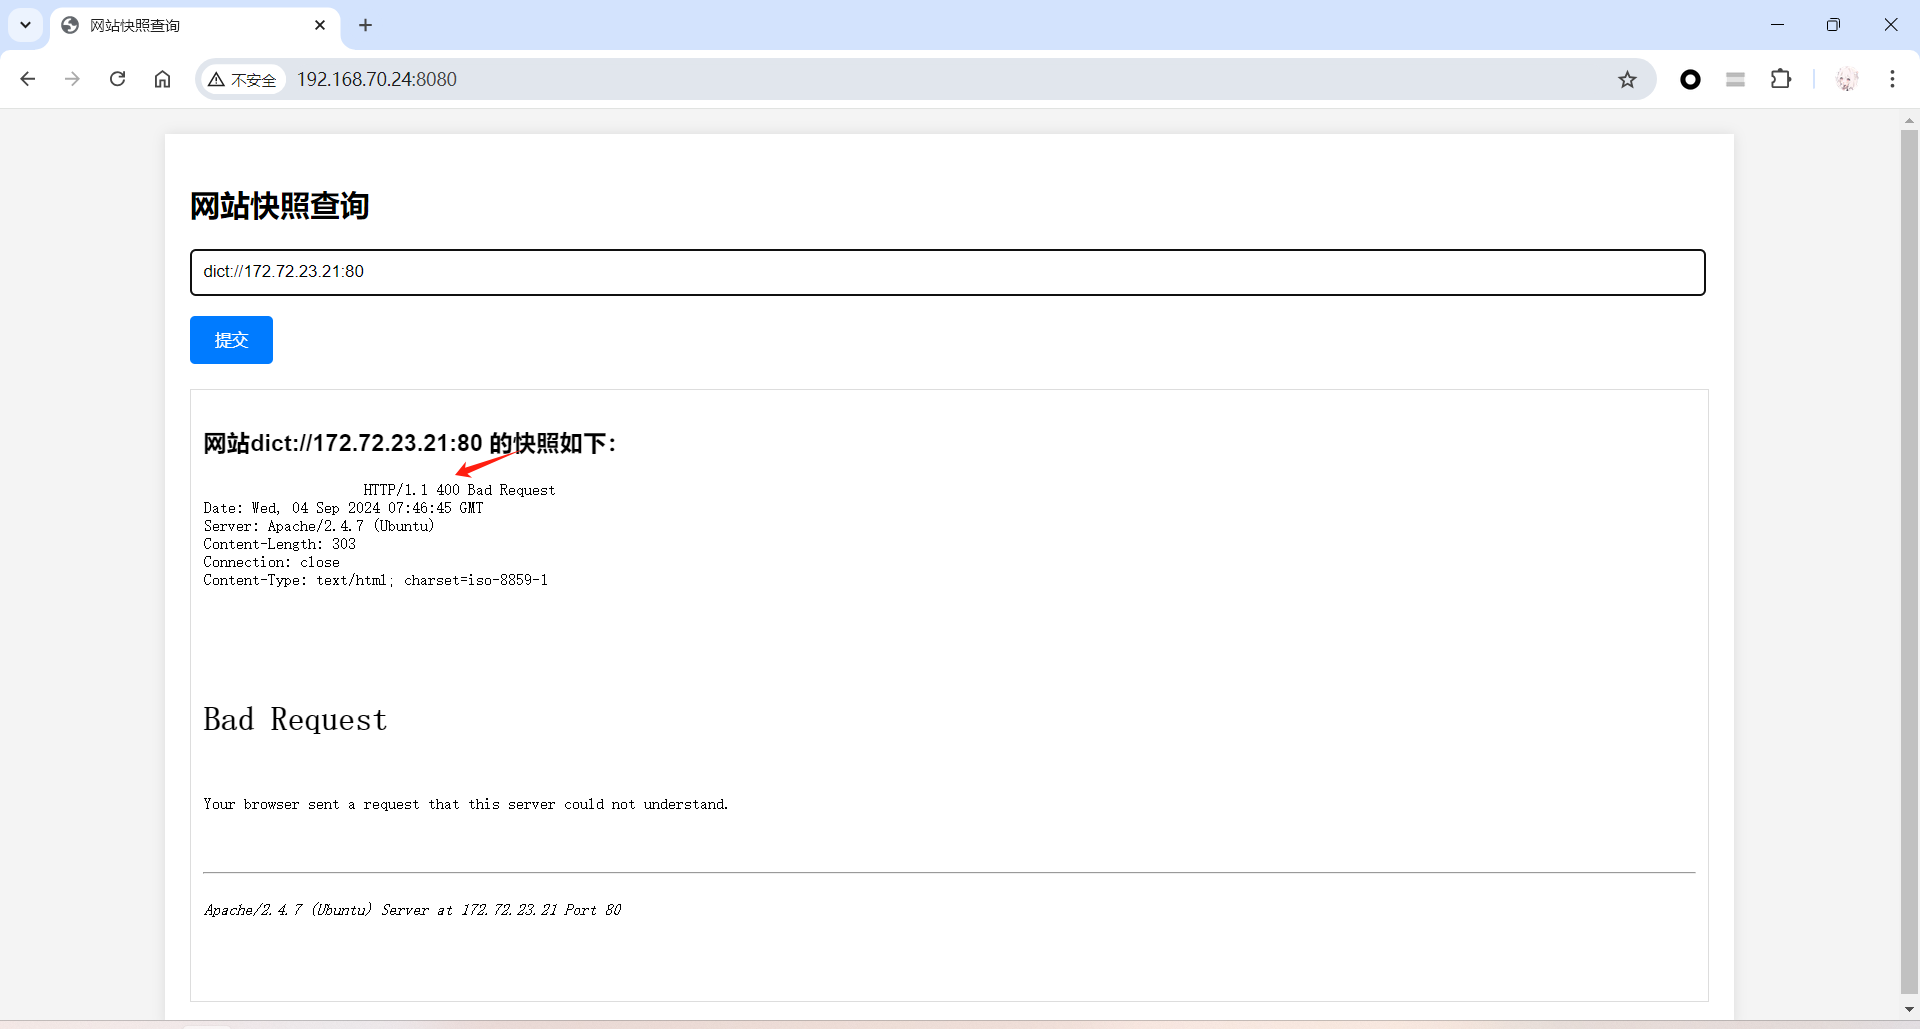 网站快照查询
不安全 192.168.70.24:8080
网站快照查询
dict://172.72.23.21:80
提交
网站dict://172.72.23.21:80 的快照如下：
HTTP/1.1 400 Bad Request
Date: Wed, 04 Sep 2024 07:46:45 GMT
Server: Apache/2.4.7 (Ubuntu)
Content-Length: 303
Connection: close
Content-Type: text/html; charset=iso-8859-1
Bad Request
Your browser sent a request that this server could not understand.
Apache/2.4.7 (Ubuntu) Server at 172.72.23.21 Port 80